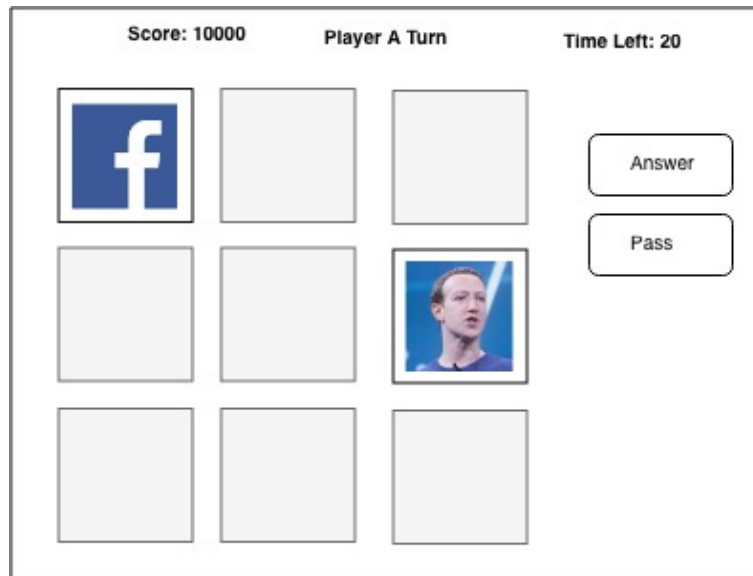 Score: 10000
Player A Turn
Time Left: 20
f
Answer
Pass